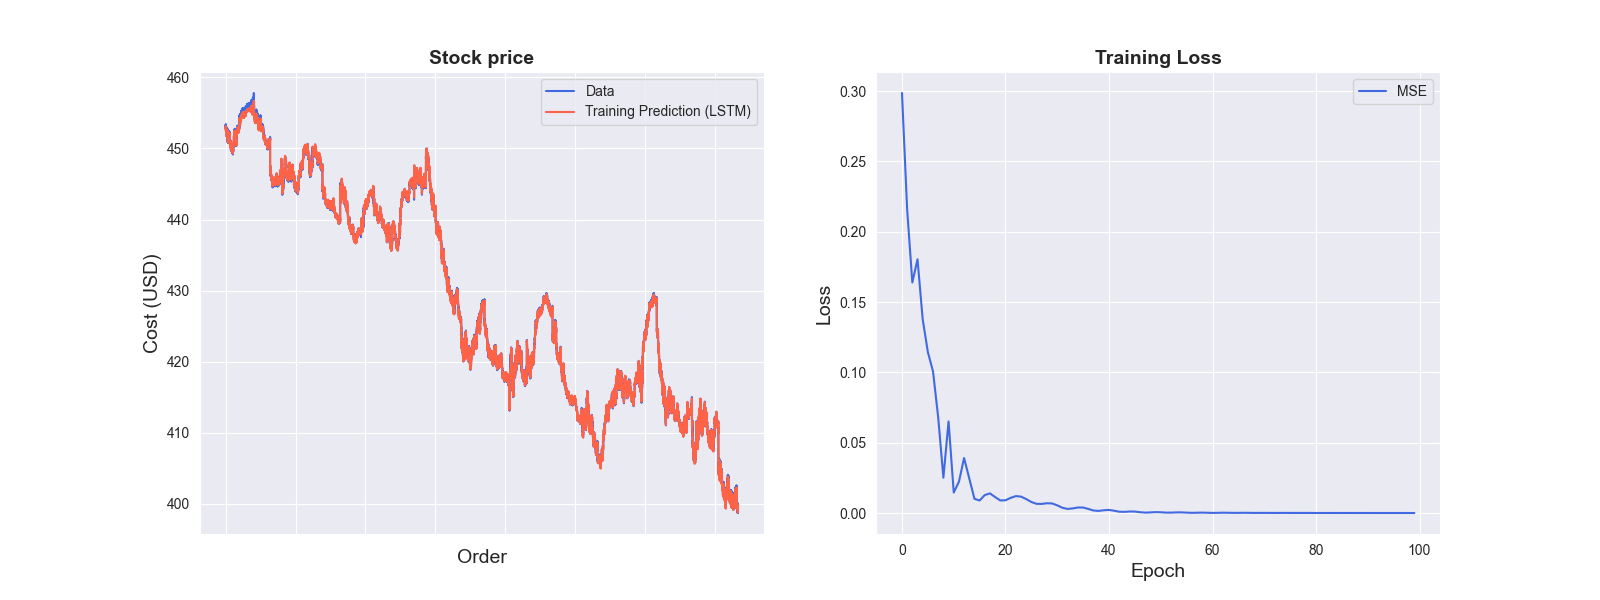 Stock price
460
450
440
430
420
410
400
Cost (USD)
Order
Data
Training Prediction (LSTM)
Training Loss
0.30
0.25
0.20
0.15
0.10
0.05
0.00
Loss
0 20 40 60 80 100
Epoch
MSE